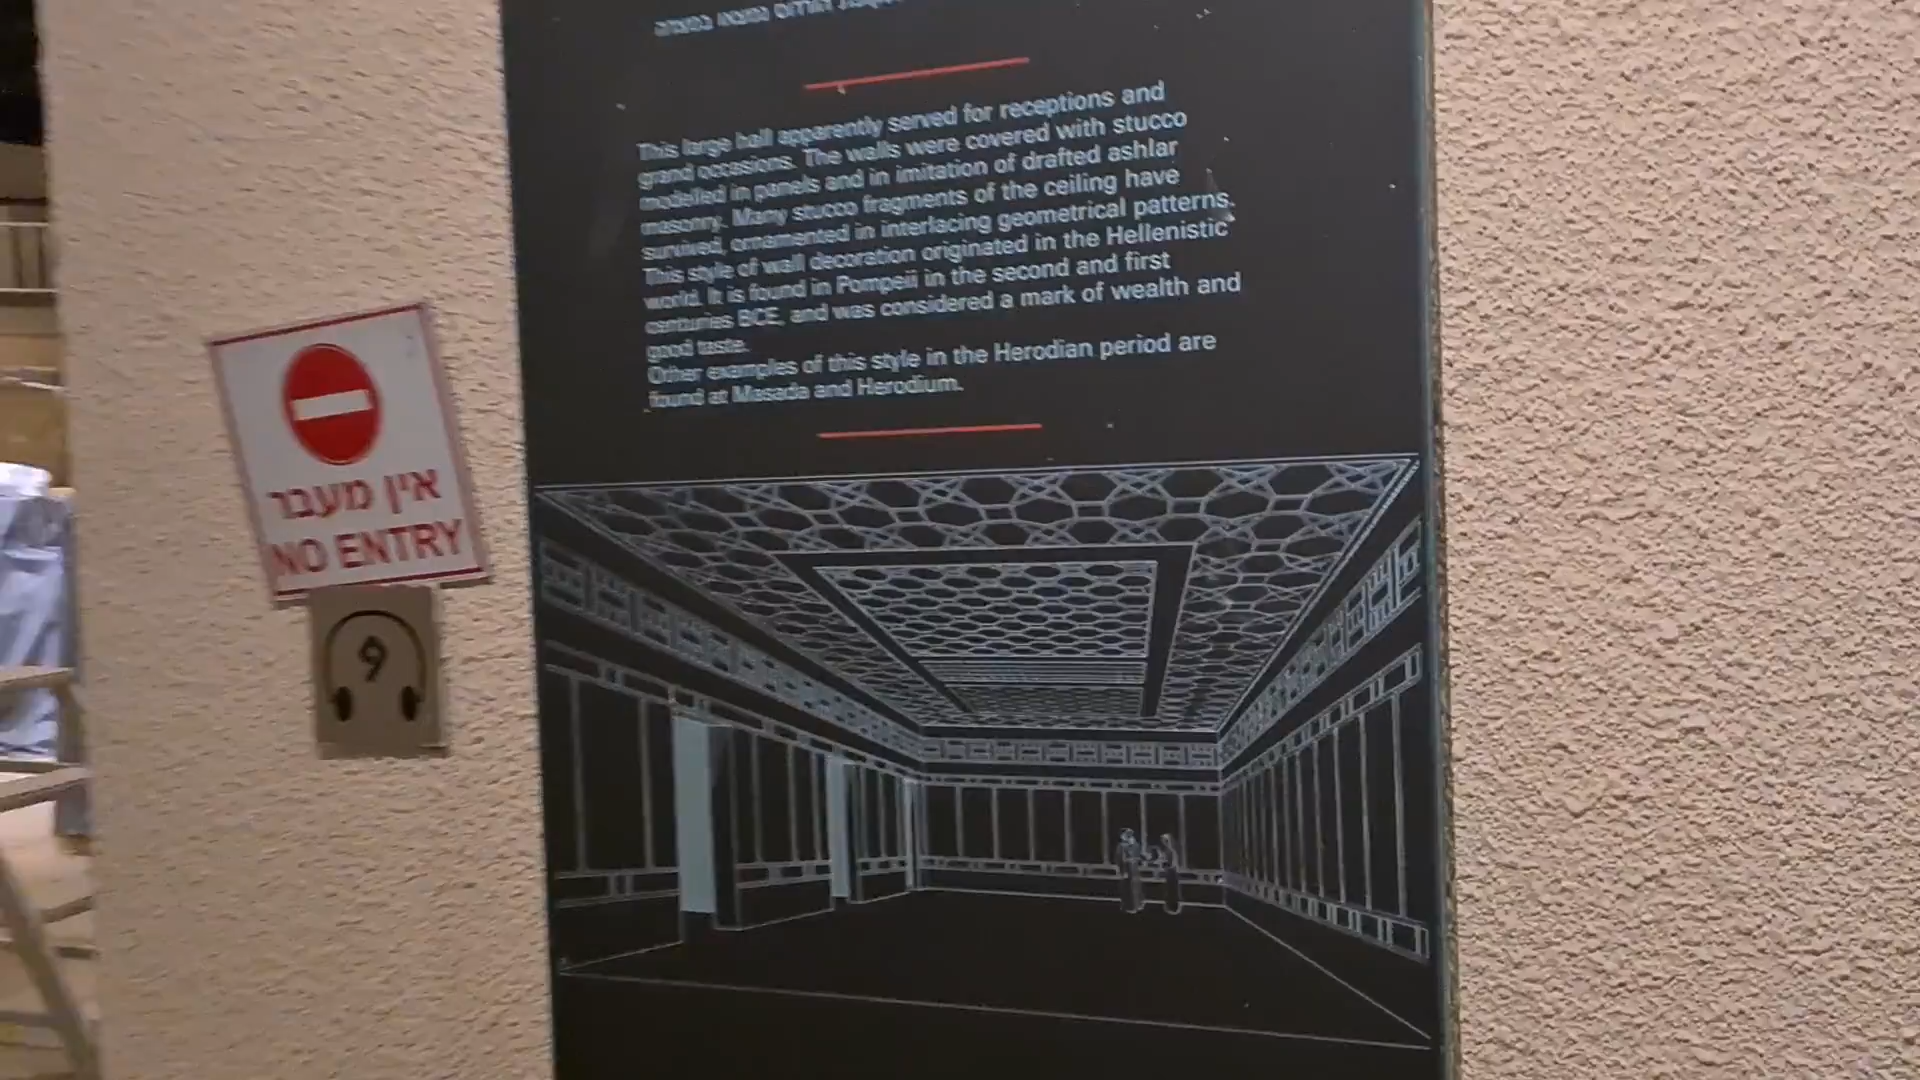 הורדוס נמצאו במצדה
This large hall apparently served for receptions and
grand occasions. The walls were covered with stucco
modelled in panels and in imitation of drafted ashlar
masonry. Many stucco fragments of the ceiling have
survived, ornamented in interlacing geometrical patterns.
This style of wall decoration originated in the Hellenistic
world. It is found in Pompeii in the second and first
centuries BCE, and was considered a mark of wealth and
good taste.
Other examples of this style in the Herodian period are
found at Masada and Herodium.
אין מעבר
NO ENTRY
9